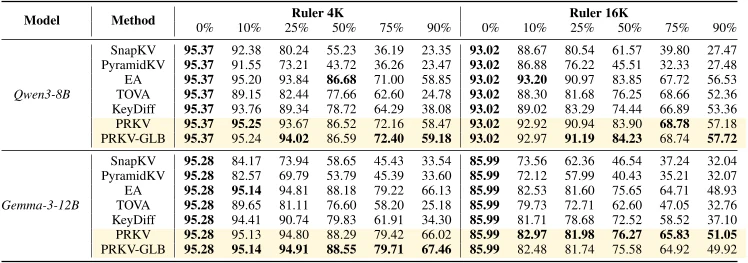 Model Method Ruler 4K Ruler 16K
0% 10% 25% 50% 75% 90% 0% 10% 25% 50% 75% 90%
SnapKV 95.37 92.38 80.24 55.23 36.19 23.35 93.02 88.67 80.54 61.57 39.80 27.47
PyramidKV 95.37 91.55 73.21 43.72 36.26 23.47 93.02 86.88 76.22 45.51 32.33 27.48
EA 95.37 95.20 93.84 86.68 71.00 58.85 93.02 93.20 90.97 83.85 67.72 56.53
Qwen3-8B TOVA 95.37 89.15 82.44 77.66 62.60 24.78 93.02 88.30 81.68 76.25 68.66 52.36
KeyDiff 95.37 93.76 89.34 78.72 64.29 38.08 93.02 89.02 83.29 74.44 66.89 53.36
PRKV 95.37 95.25 93.67 86.52 72.16 58.47 93.02 92.92 90.94 83.90 68.78 57.18
PRKV-GLB 95.37 95.24 94.02 86.59 72.40 59.18 93.02 92.97 91.19 84.23 68.74 57.72
SnapKV 95.28 84.17 73.94 58.65 45.43 33.54 85.99 73.56 62.36 46.54 37.24 32.04
PyramidKV 95.28 82.57 69.79 53.79 45.39 33.60 85.99 72.12 57.99 40.43 35.21 32.07
EA 95.28 95.14 94.81 88.18 79.22 66.13 85.99 82.53 81.60 75.65 64.71 48.93
Gemma-3-12B TOVA 95.28 89.65 81.11 76.60 58.20 25.18 85.99 79.73 72.71 62.60 47.05 32.76
KeyDiff 95.28 94.41 90.74 79.83 61.91 34.30 85.99 81.71 78.68 72.52 58.52 37.10
PRKV 95.28 95.13 94.80 88.29 79.42 66.02 85.99 82.97 81.98 76.27 65.83 51.05
PRKV-GLB 95.28 95.14 94.91 88.55 79.71 67.46 85.99 82.48 81.74 75.58 64.92 49.92